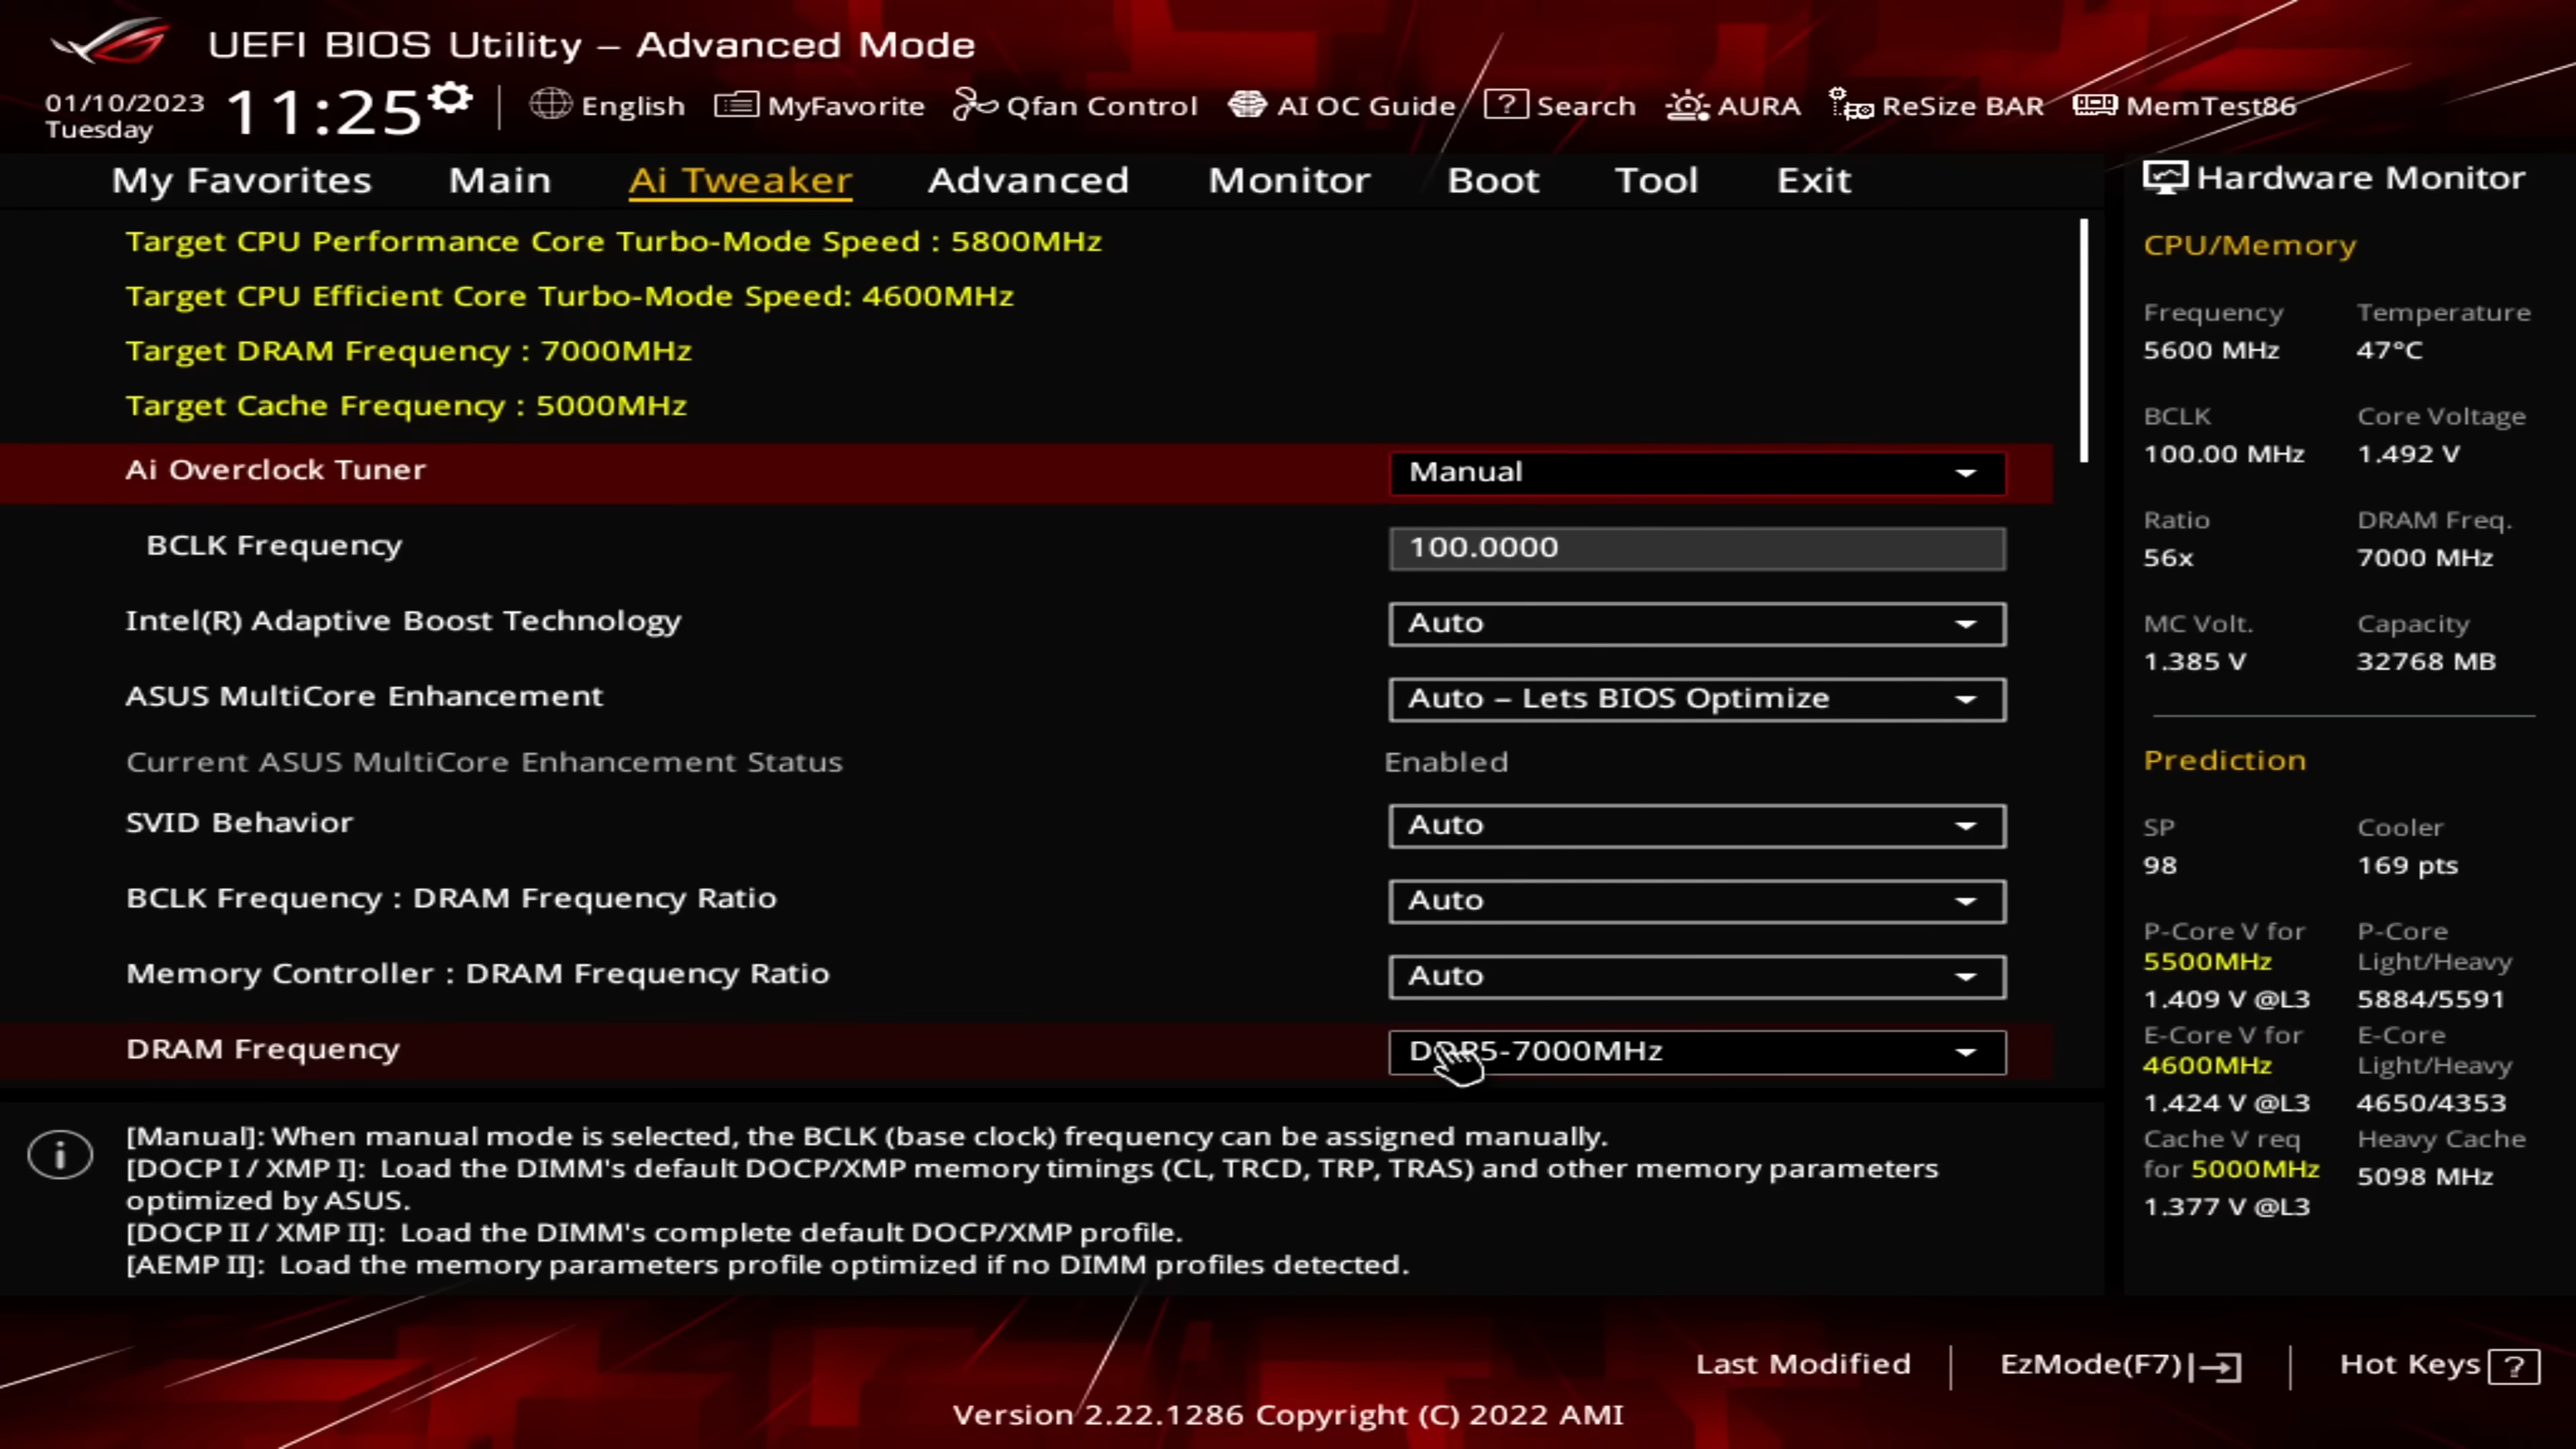 UEFI BIOS Utility – Advanced Mode
01/10/2023
Tuesday
11:25
English
MyFavorite
Qfan Control
AI OC Guide
? Search
AURA
ReSize BAR
MemTest86
My Favorites
Main
Ai Tweaker
Advanced
Monitor
Boot
Tool
Exit
Target CPU Performance Core Turbo-Mode Speed : 5800MHz
Target CPU Efficient Core Turbo-Mode Speed: 4600MHz
Target DRAM Frequency : 7000MHz
Target Cache Frequency : 5000MHz
Ai Overclock Tuner Manual
BCLK Frequency 100.0000
Intel(R) Adaptive Boost Technology Auto
ASUS MultiCore Enhancement Auto – Lets BIOS Optimize
Current ASUS MultiCore Enhancement Status Enabled
SVID Behavior Auto
BCLK Frequency : DRAM Frequency Ratio Auto
Memory Controller : DRAM Frequency Ratio Auto
DRAM Frequency DDR5-7000MHz
[Manual]: When manual mode is selected, the BCLK (base clock) frequency can be assigned manually.
[DOCP I / XMP I]: Load the DIMM's default DOCP/XMP memory timings (CL, TRCD, TRP, TRAS) and other memory parameters
optimized by ASUS.
[DOCP II / XMP II]: Load the DIMM's complete default DOCP/XMP profile.
[AEMP II]: Load the memory parameters profile optimized if no DIMM profiles detected.
Hardware Monitor
CPU/Memory
Frequency Temperature
5600 MHz 47°C
BCLK Core Voltage
100.00 MHz 1.492 V
Ratio DRAM Freq.
56x 7000 MHz
MC Volt. Capacity
1.385 V 32768 MB
Prediction
SP Cooler
98 169 pts
P-Core V for P-Core
5500MHz Light/Heavy
1.409 V @L3 5884/5591
E-Core V for E-Core
4600MHz Light/Heavy
1.424 V @L3 4650/4353
Cache V req Heavy Cache
for 5000MHz 5098 MHz
1.377 V @L3
Last Modified
EzMode(F7)
Hot Keys ?
Version 2.22.1286 Copyright (C) 2022 AMI